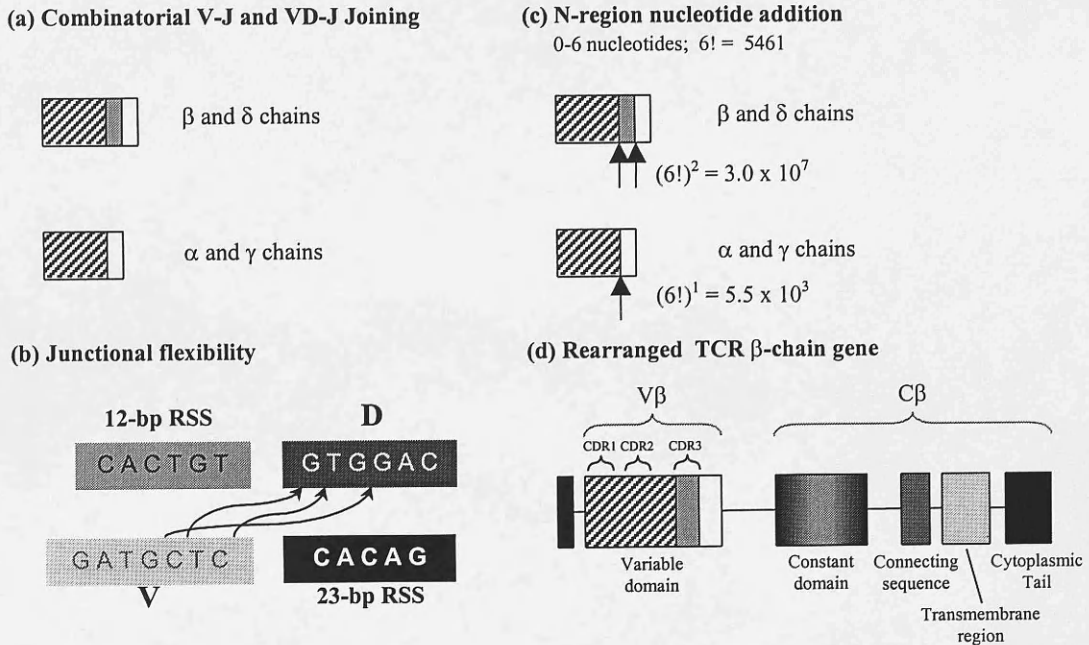 (a) Combinatorial V-J and VD-J Joining
β and δ chains
α and γ chains
(b) Junctional flexibility
12-bp RSS
D
CACTGT
GTGGAC
GATGCTC
CACAG
V
23-bp RSS
(c) N-region nucleotide addition
0-6 nucleotides; 6! = 5461
β and δ chains
(6!)² = 3.0 x 10⁷
α and γ chains
(6!)¹ = 5.5 x 10³
(d) Rearranged TCR β-chain gene
Vβ
Cβ
CDR1 CDR2 CDR3
Variable
domain
Constant
domain
Connecting
sequence
Cytoplasmic
Tail
Transmembrane
region